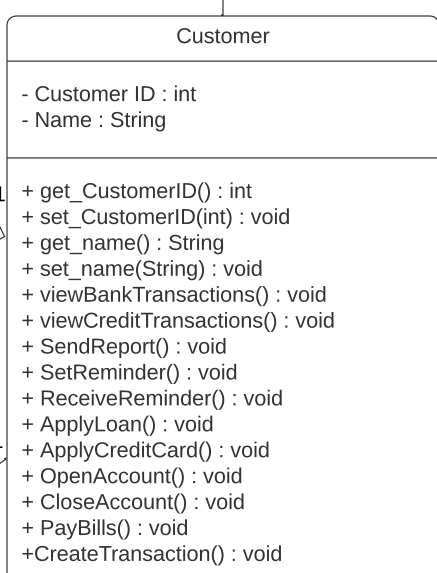 Customer
- Customer ID : int
- Name : String
+ get_CustomerID() : int
+ set_CustomerID(int) : void
+ get_name() : String
+ set_name(String) : void
+ viewBankTransactions() : void
+ viewCreditTransactions() : void
+ SendReport() : void
+ SetReminder() : void
+ ReceiveReminder() : void
+ ApplyLoan() : void
+ ApplyCreditCard() : void
+ OpenAccount() : void
+ CloseAccount() : void
+ PayBills() : void
+CreateTransaction() : void